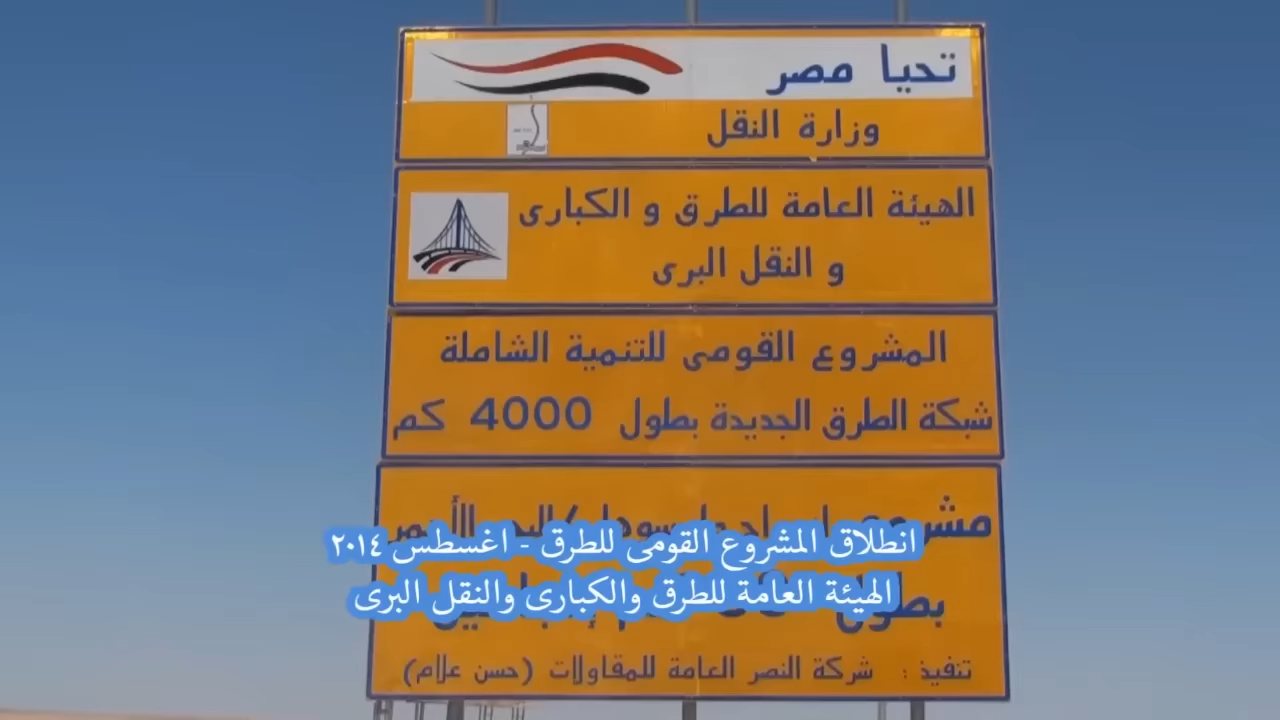 تحيا مصر
وزارة النقل
الهيئة العامة للطرق و الكبارى
و النقل البرى
المشروع القومى للتنمية الشاملة
شبكة الطرق الجديدة بطول 4000 كم
مشروع
انطلاق المشروع القومى للطرق - اغسطس ٢٠١٤
الهيئة العامة للطرق والكبارى والنقل البرى
بطول
تنفيذ : شركة النصر العامة للمقاولات (حسن علام)